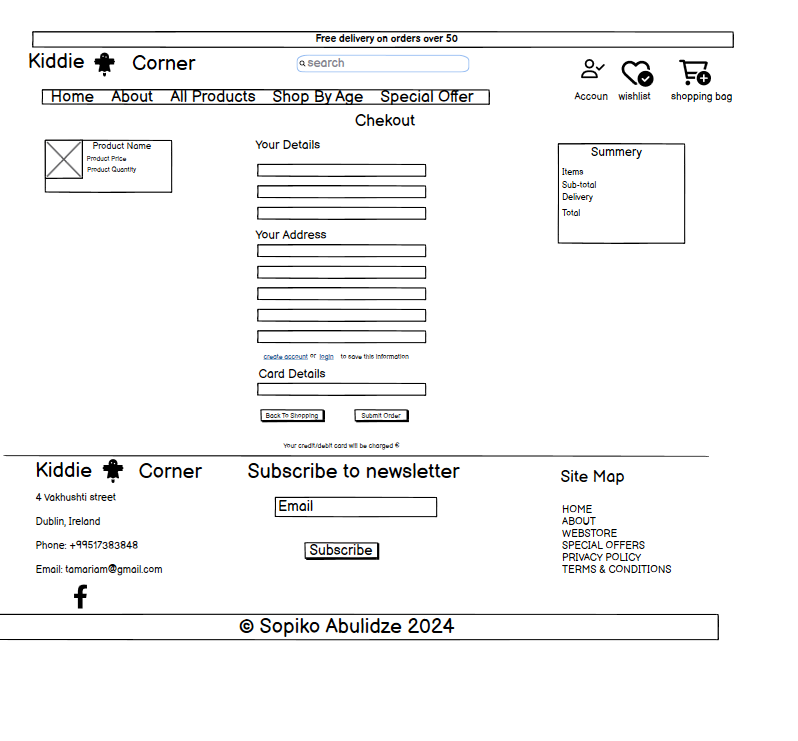 Free delivery on orders over 50
Kiddie Corner
search
Accoun wishlist shopping bag
Home About All Products Shop By Age Special Offer
Chekout
Product Name
Product Price
Product Quantity
Your Details
Your Address
create account or login to save this information
Card Details
Back To Shopping Submit Order
Your credit/debit card will be charged €
Summery
Items
Sub-total
Delivery
Total
Kiddie Corner
4 Vakhushti street
Dublin, Ireland
Phone: +99517383848
Email: tamariam@gmail.com
Subscribe to newsletter
Email
Subscribe
Site Map
HOME
ABOUT
WEBSTORE
SPECIAL OFFERS
PRIVACY POLICY
TERMS & CONDITIONS
© Sopiko Abulidze 2024